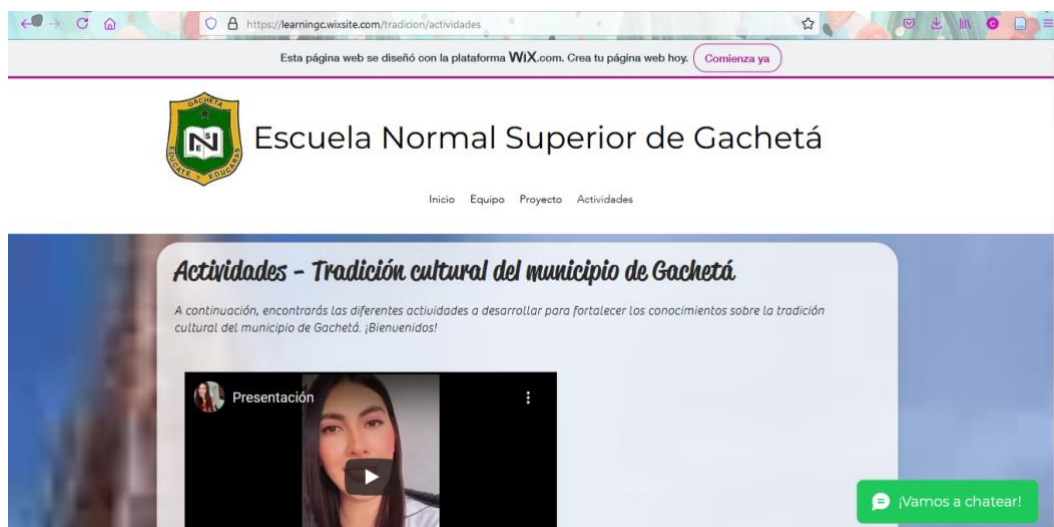 https://learningc.wixsite.com/tradicion/actividades
Esta página web se diseñó con la plataforma WiX.com. Crea tu página web hoy. Comienza ya
GACHETÁ
N
EDUCATE Y EDUCARAS
Escuela Normal Superior de Gachetá
Inicio Equipo Proyecto Actividades
Actividades - Tradición cultural del municipio de Gachetá
A continuación, encontrarás las diferentes actividades a desarrollar para fortalecer los conocimientos sobre la tradición
cultural del municipio de Gachetá. ¡Bienvenidos!
Presentación
¡Vamos a chatear!